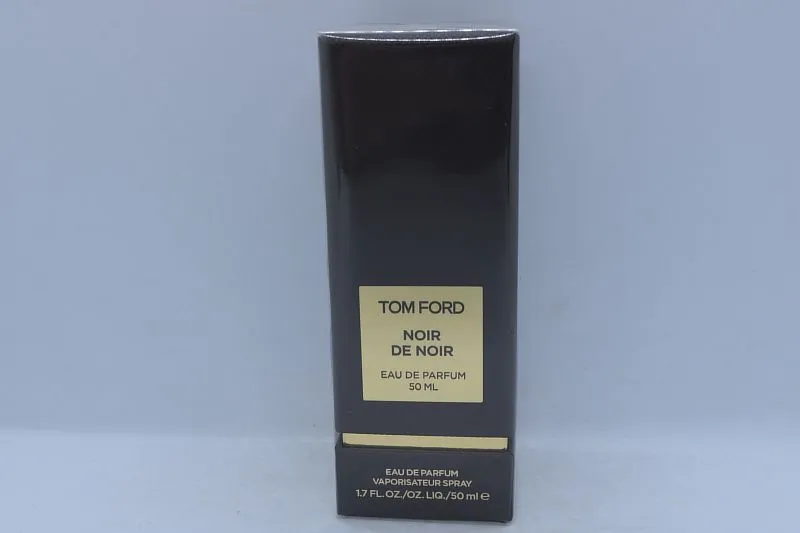 TOM FORD
NOIR
DE NOIR
EAU DE PARFUM
50 ML
EAU DE PARFUM
VAPORISATEUR SPRAY
1.7 FL. OZ./OZ. LIQ./50 ml ℮